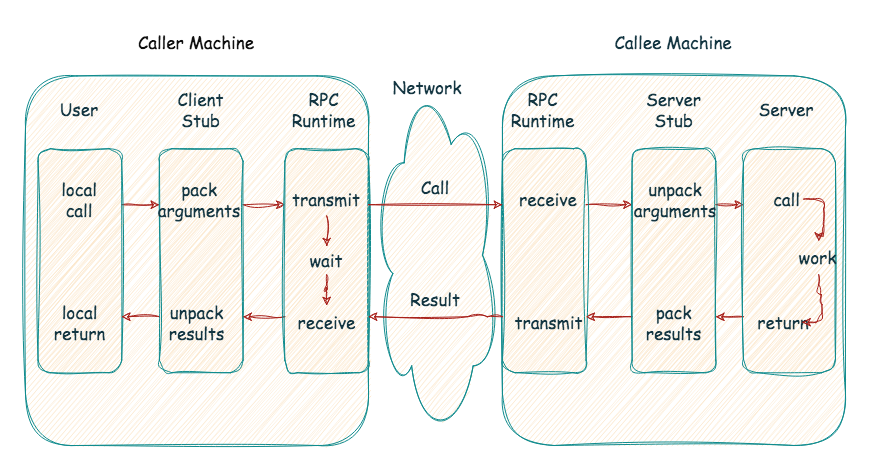 Caller Machine
Callee Machine
Network
User
Client
Stub
RPC
Runtime
RPC
Runtime
Server
Stub
Server
local
call
pack
arguments
transmit
Call
receive
unpack
arguments
call
wait
work
local
return
unpack
results
receive
Result
transmit
pack
results
return